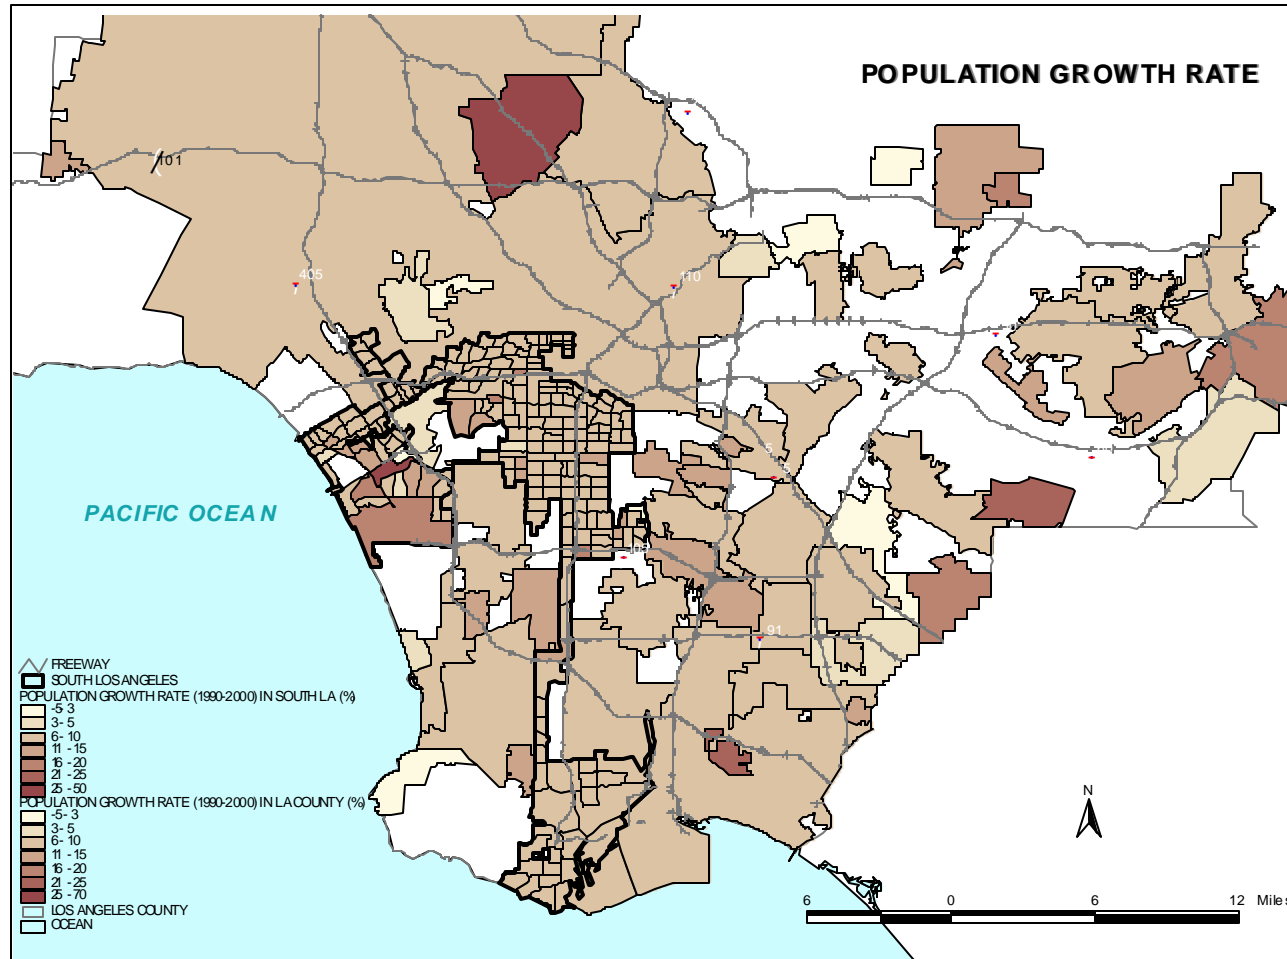 POPULATION GROWTH RATE
101
405
110
5
91
PACIFIC OCEAN
FREEWAY
SOUTH LOS ANGELES
POPULATION GROWTH RATE (1990-2000) IN SOUTH LA (%)
-5- 3
3- 5
6- 10
11 - 15
16 - 20
21 - 25
25 - 50
POPULATION GROWTH RATE (1990-2000) IN LA COUNTY (%)
-5- 3
3- 5
6- 10
11 - 15
16 - 20
21 - 25
25 - 70
LOS ANGELES COUNTY
OCEAN
N
6 0 6 12 Miles